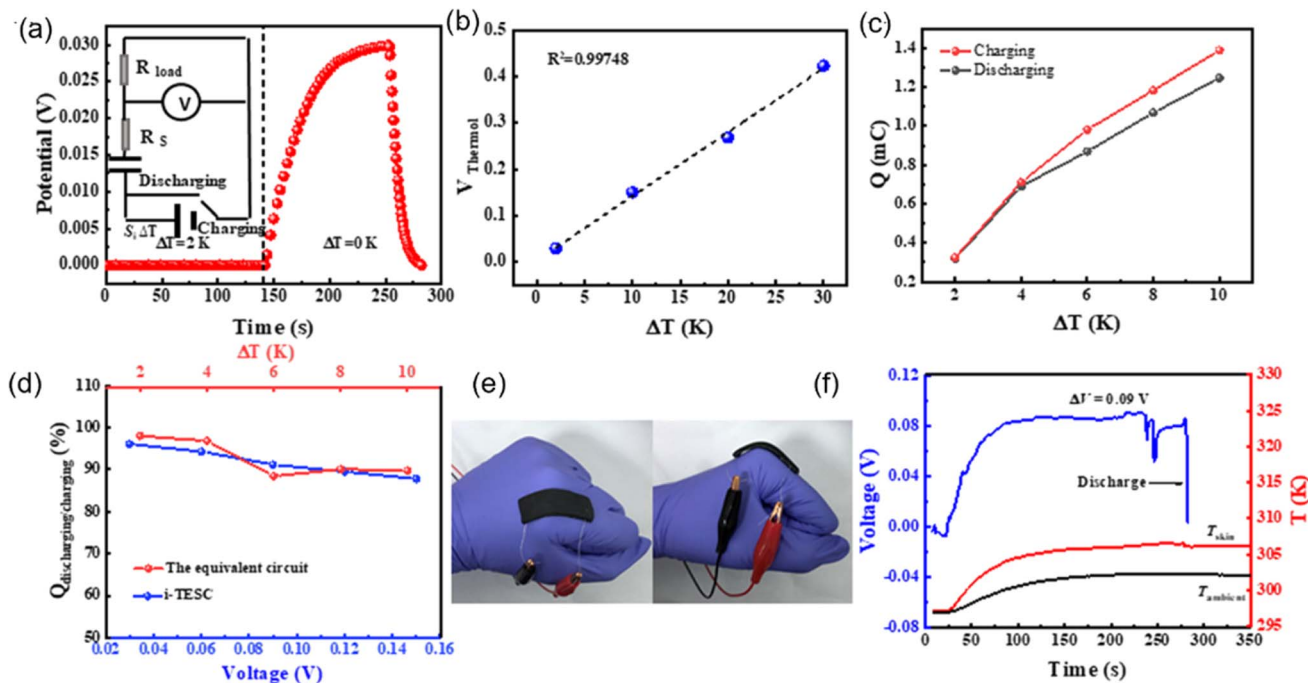 (a)
Potential (V)
0.030
0.025
0.020
0.015
0.010
0.005
0.000
R load
V
R S
Discharging
Charging
Si ΔT
ΔT=2 K
ΔT=0 K
0 50 100 150 200 250 300
Time (s)
(b)
V Thermol
0.5
0.4
0.3
0.2
0.1
0.0
R²=0.99748
0 10 20 30
ΔT (K)
(c)
Q (mC)
1.4
1.2
1.0
0.8
0.6
0.4
0.2
Charging
Discharging
2 4 6 8 10
ΔT (K)
(d)
ΔT (K)
2 4 6 8 10
Qdischarging/charging (%)
110
100
90
80
70
60
50
The equivalent circuit
i-TESC
0.02 0.04 0.06 0.08 0.10 0.12 0.14 0.16
Voltage (V)
(e)
(f)
Voltage (V)
0.12
0.08
0.04
0.00
-0.04
-0.08
ΔU = 0.09 V
Discharge
Tskin
Tambient
T (K)
330
325
320
315
310
305
300
295
0 50 100 150 200 250 300 350
Time (s)